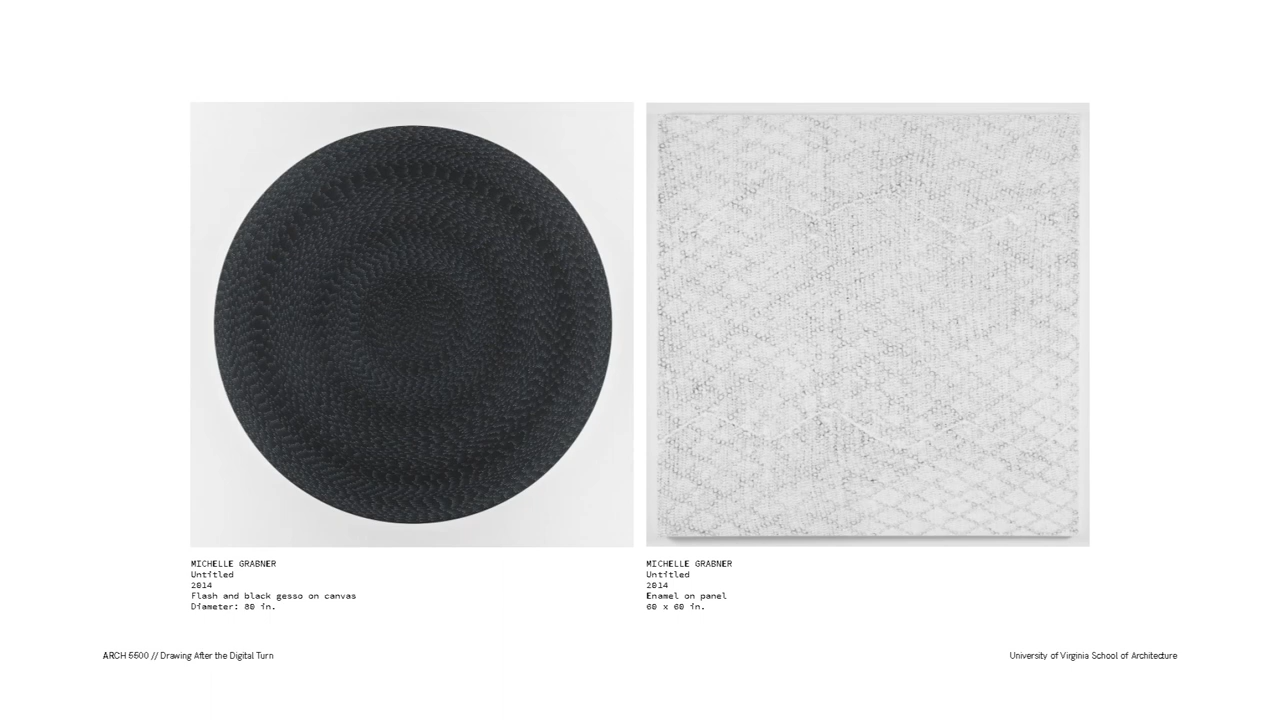 MICHELLE GRABNER
Untitled
2014
Flash and black gesso on canvas
Diameter: 80 in.
MICHELLE GRABNER
Untitled
2014
Enamel on panel
60 x 60 in.
ARCH 5500 // Drawing After the Digital Turn
University of Virginia School of Architecture